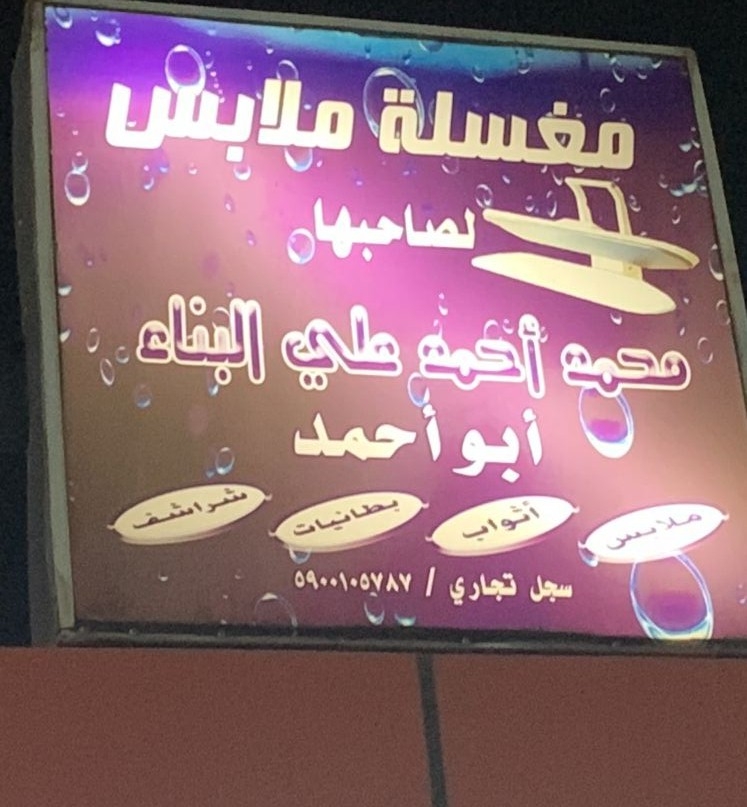 مغسلة ملابس
لصاحبها
محمد أحمد علي البناء
أبو أحمد
ملابس أثواب بطانيات شراشف
سجل تجاري / ٥٩٠٠١٠٥٧٨٧